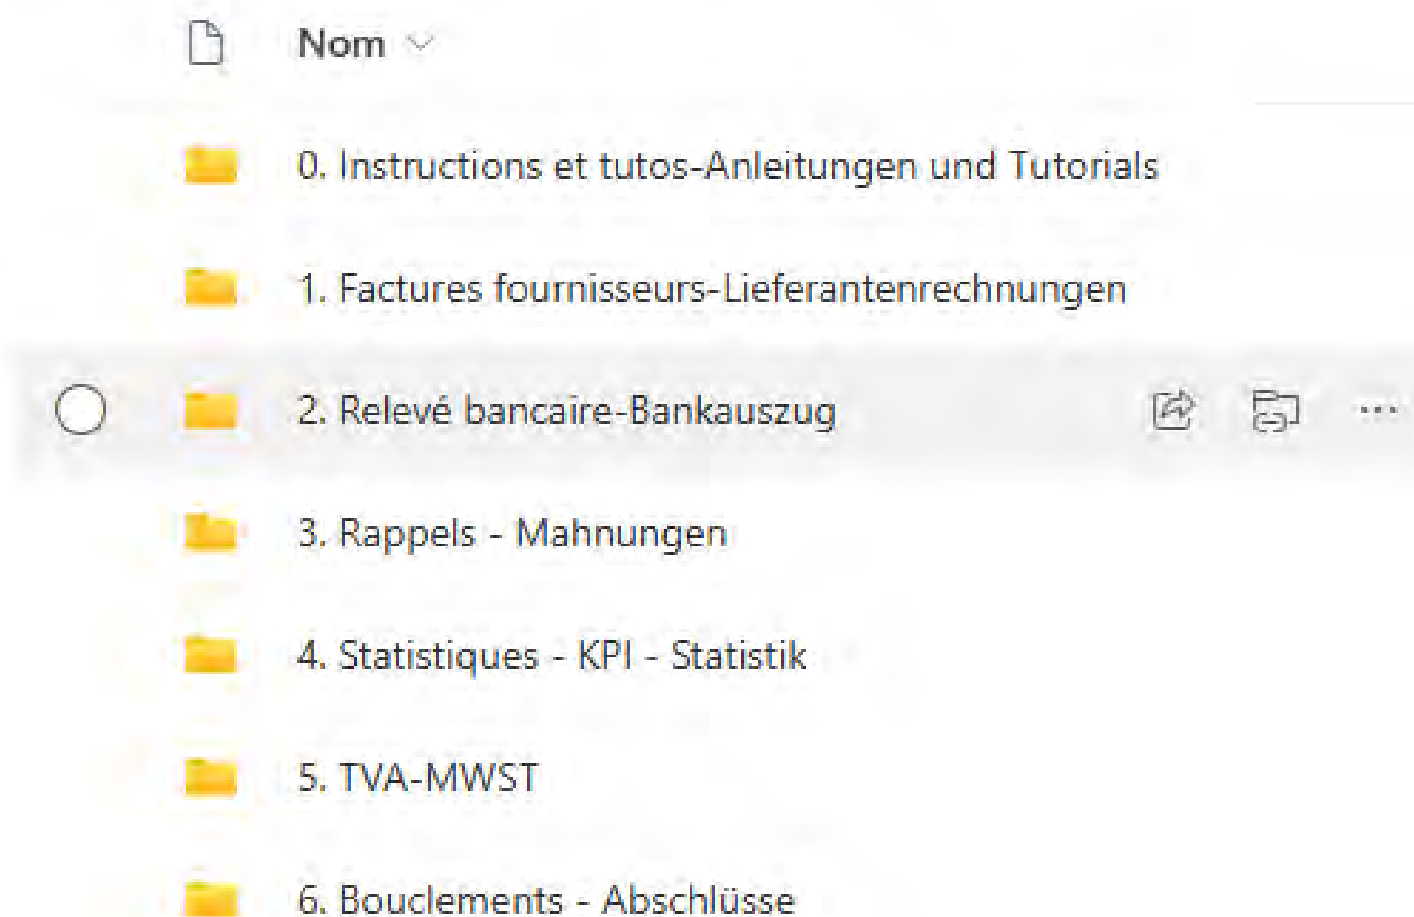 Nom
0. Instructions et tutos-Anleitungen und Tutorials
1. Factures fournisseurs-Lieferantenrechnungen
2. Relevé bancaire-Bankauszug
3. Rappels - Mahnungen
4. Statistiques - KPI - Statistik
5. TVA-MWST
6. Bouclements - Abschlüsse